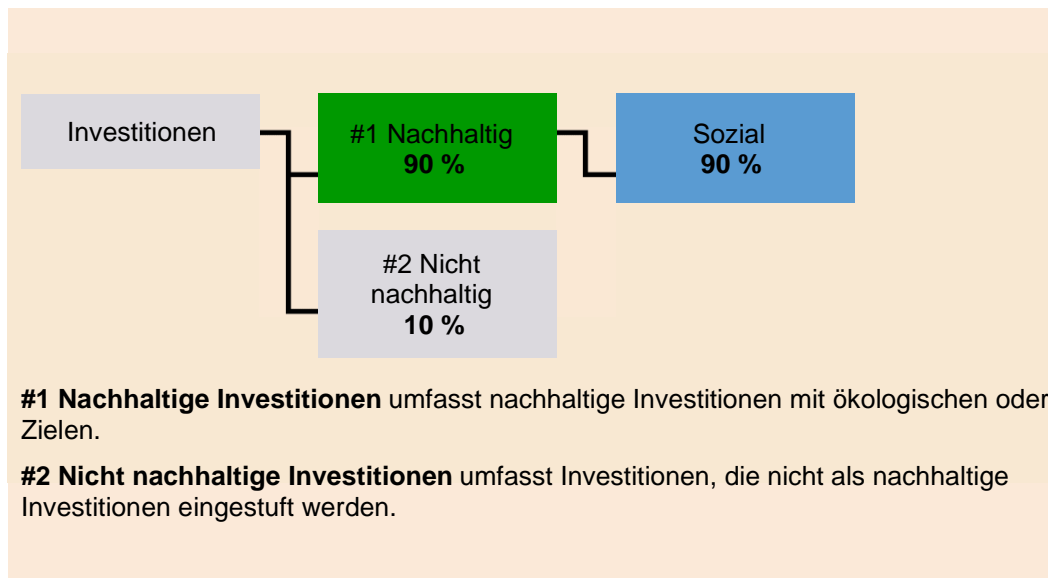 Investitionen
#1 Nachhaltig
90 %
Sozial
90 %
#2 Nicht
nachhaltig
10 %
#1 Nachhaltige Investitionen umfasst nachhaltige Investitionen mit ökologischen oder
Zielen.
#2 Nicht nachhaltige Investitionen umfasst Investitionen, die nicht als nachhaltige
Investitionen eingestuft werden.